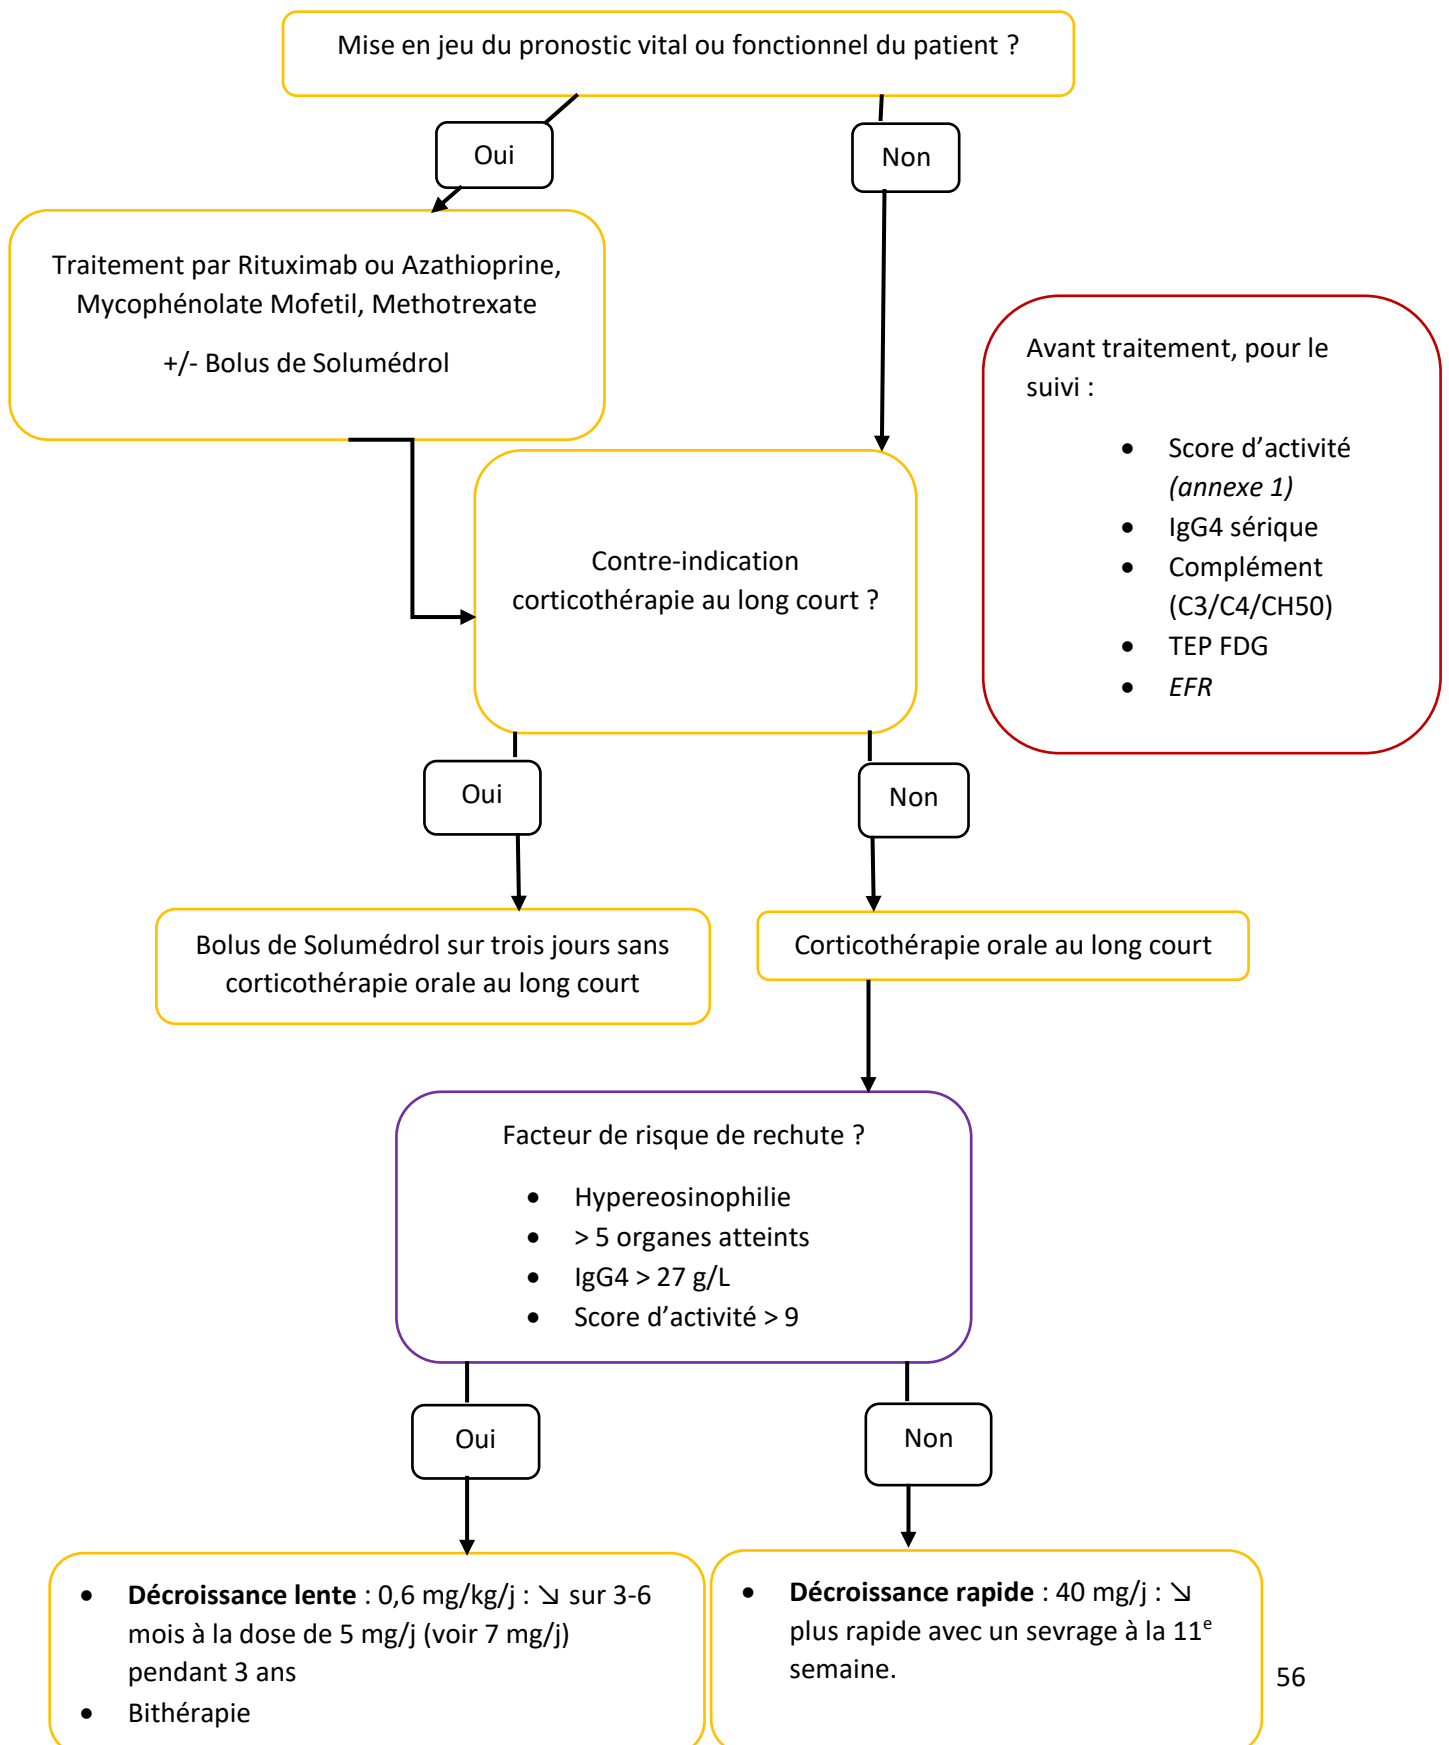 Mise en jeu du pronostic vital ou fonctionnel du patient ?
Oui
Non
Traitement par Rituximab ou Azathioprine,
Mycophénolate Mofetil, Methotrexate
+/- Bolus de Solumédrol
Avant traitement, pour le
suivi :
• Score d’activité
(annexe 1)
• IgG4 sérique
• Complément
(C3/C4/CH50)
• TEP FDG
• EFR
Contre-indication
corticothérapie au long court ?
Oui
Non
Bolus de Solumédrol sur trois jours sans
corticothérapie orale au long court
Corticothérapie orale au long court
Facteur de risque de rechute ?
• Hypereosinophilie
• > 5 organes atteints
• IgG4 > 27 g/L
• Score d’activité > 9
Oui
Non
• Décroissance lente : 0,6 mg/kg/j : ↘ sur 3-6
mois à la dose de 5 mg/j (voir 7 mg/j)
pendant 3 ans
• Bithérapie
• Décroissance rapide : 40 mg/j : ↘
plus rapide avec un sevrage à la 11e
semaine.
56